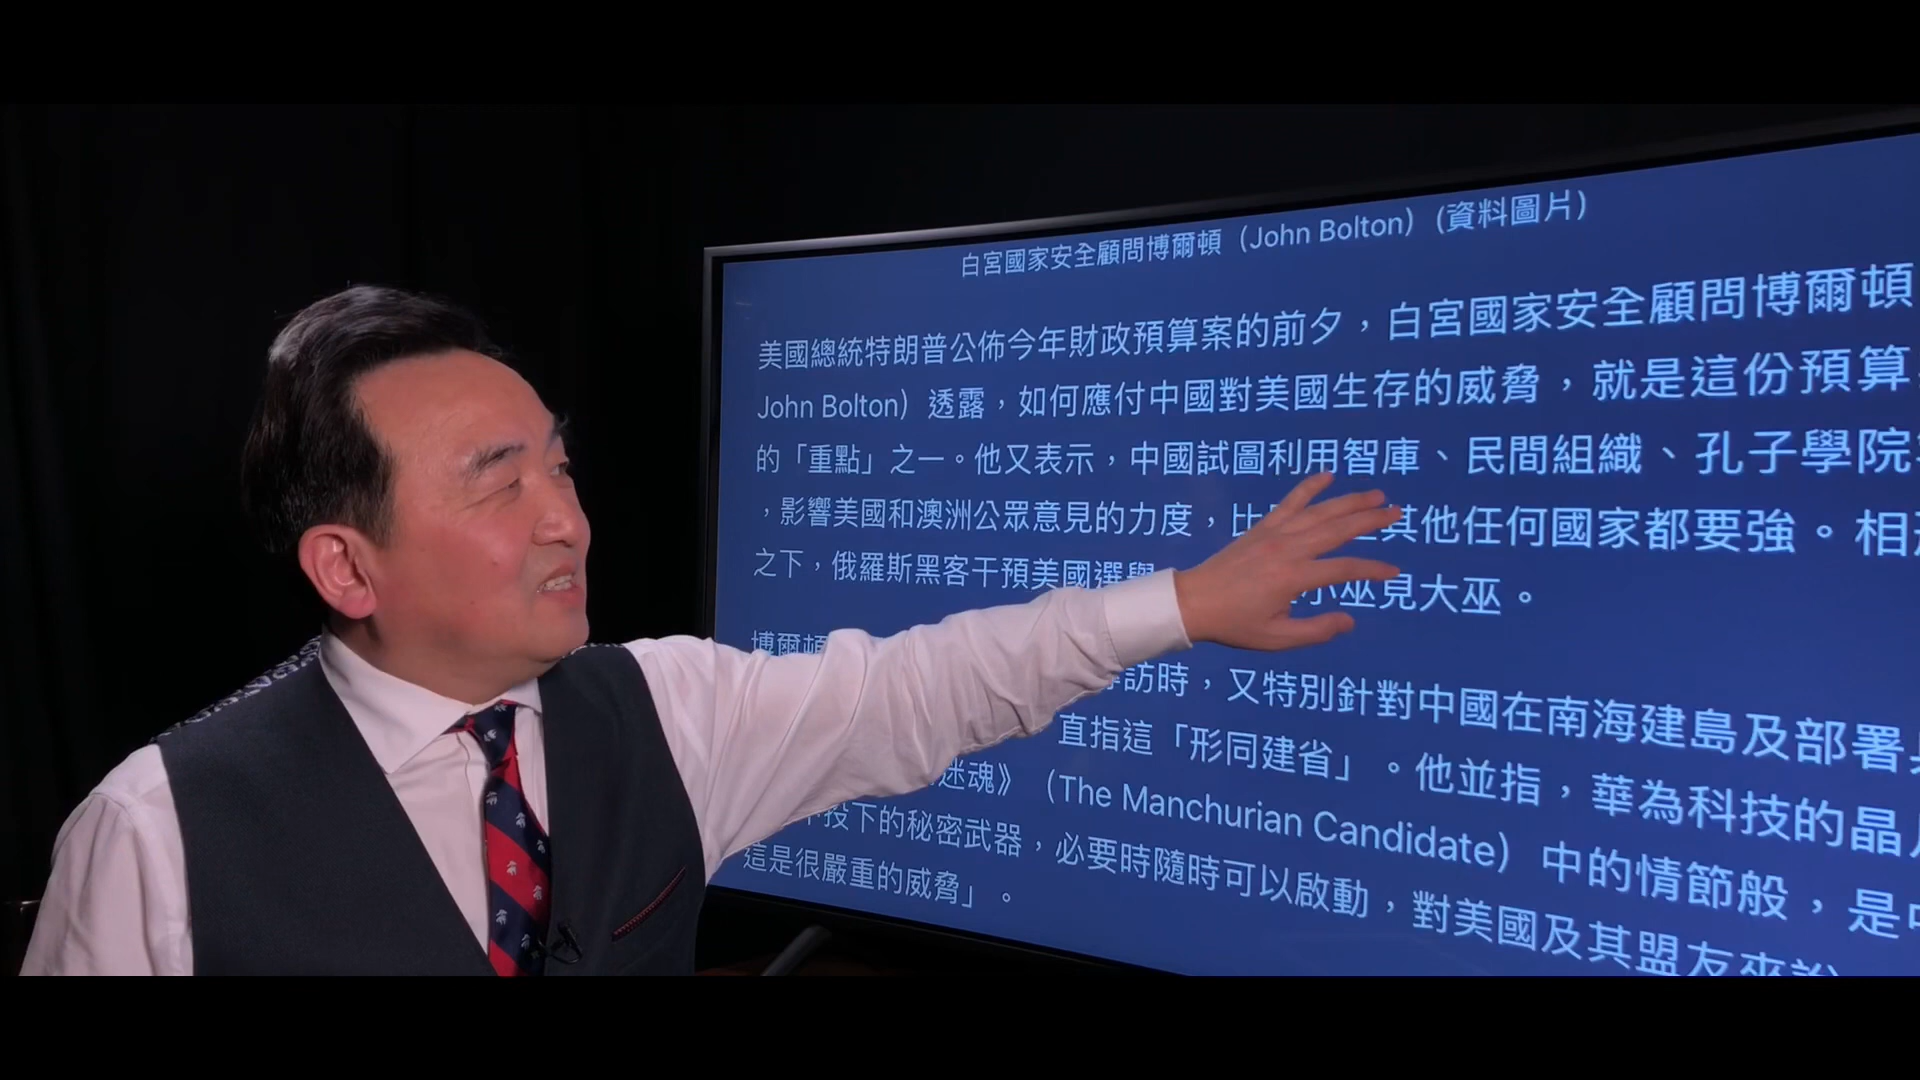 白宮國家安全顧問博爾頓（John Bolton）(資料圖片)
美國總統特朗普公佈今年財政預算案的前夕，白宮國家安全顧問博爾頓
John Bolton）透露，如何應付中國對美國生存的威脅，就是這份預算
的「重點」之一。他又表示，中國試圖利用智庫、民間組織、孔子學院
，影響美國和澳洲公眾意見的力度，比 其他任何國家都要強。相
之下，俄羅斯黑客干預美國選舉 小巫見大巫。
博爾頓 訪時，又特別針對中國在南海建島及部署
直指這「形同建省」。他並指，華為科技的晶
迷魂》（The Manchurian Candidate）中的情節般，是
投下的秘密武器，必要時隨時可以啟動，對美國及其盟友來說
這是很嚴重的威脅」。